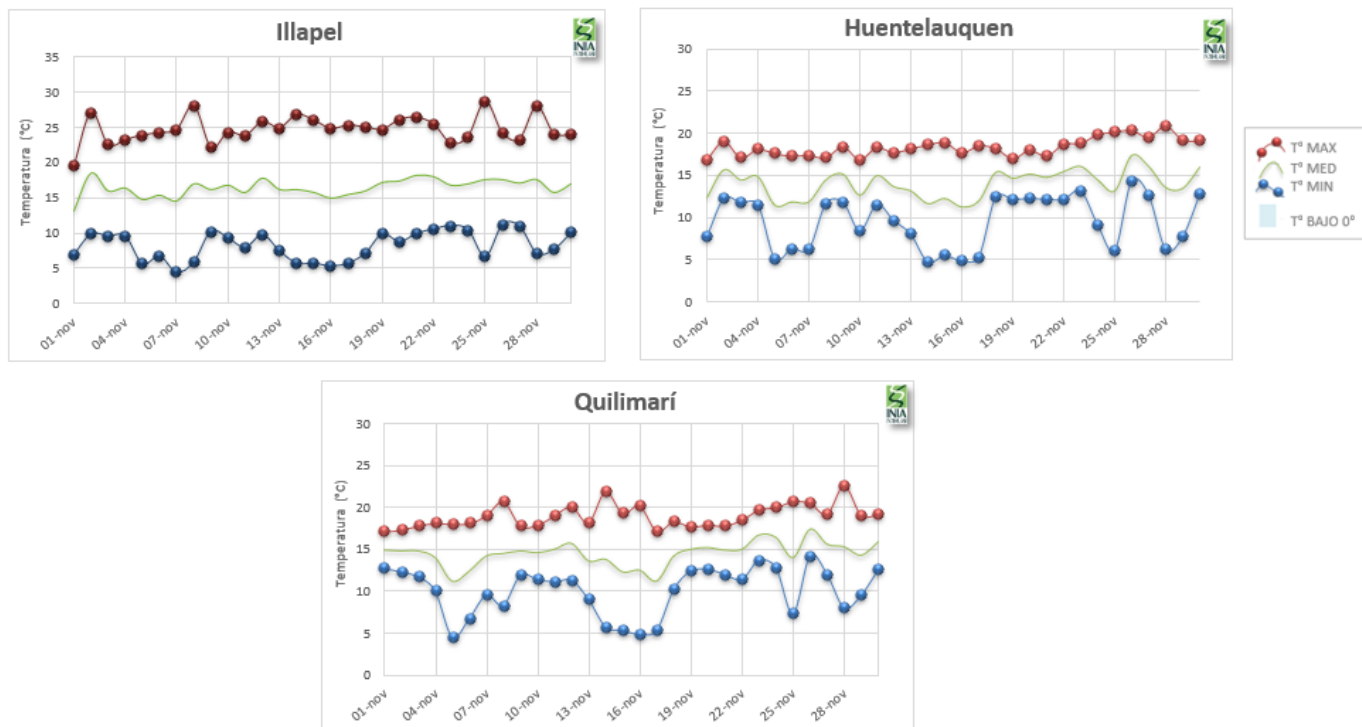 Illapel
INIA
Temperatura (°C)
35
30
25
20
15
10
5
0
01-nov
04-nov
07-nov
10-nov
13-nov
16-nov
19-nov
22-nov
25-nov
28-nov
Huentelauquen
INIA
Temperatura (°C)
30
25
20
15
10
5
0
01-nov
04-nov
07-nov
10-nov
13-nov
16-nov
19-nov
22-nov
25-nov
28-nov
Tª MAX
Tª MED
Tª MIN
Tª BAJO 0°
Quilimarí
INIA
Temperatura (°C)
30
25
20
15
10
5
0
01-nov
04-nov
07-nov
10-nov
13-nov
16-nov
19-nov
22-nov
25-nov
28-nov